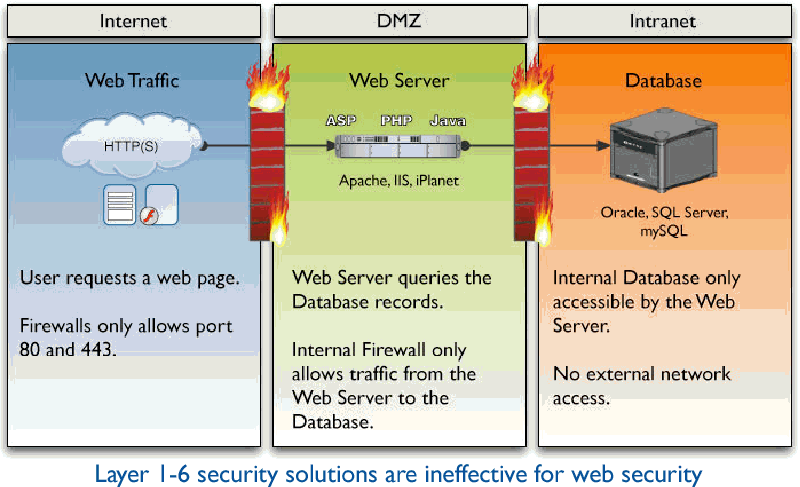 Internet
DMZ
Intranet
Web Traffic
Web Server
Database
HTTP(S)
ASP PHP Java
Apache, IIS, iPlanet
Oracle, SQL Server,
mySQL
User requests a web page.
Firewalls only allows port
80 and 443.
Web Server queries the
Database records.
Internal Firewall only
allows traffic from the
Web Server to the
Database.
Internal Database only
accessible by the Web
Server.
No external network
access.
Layer 1-6 security solutions are ineffective for web security